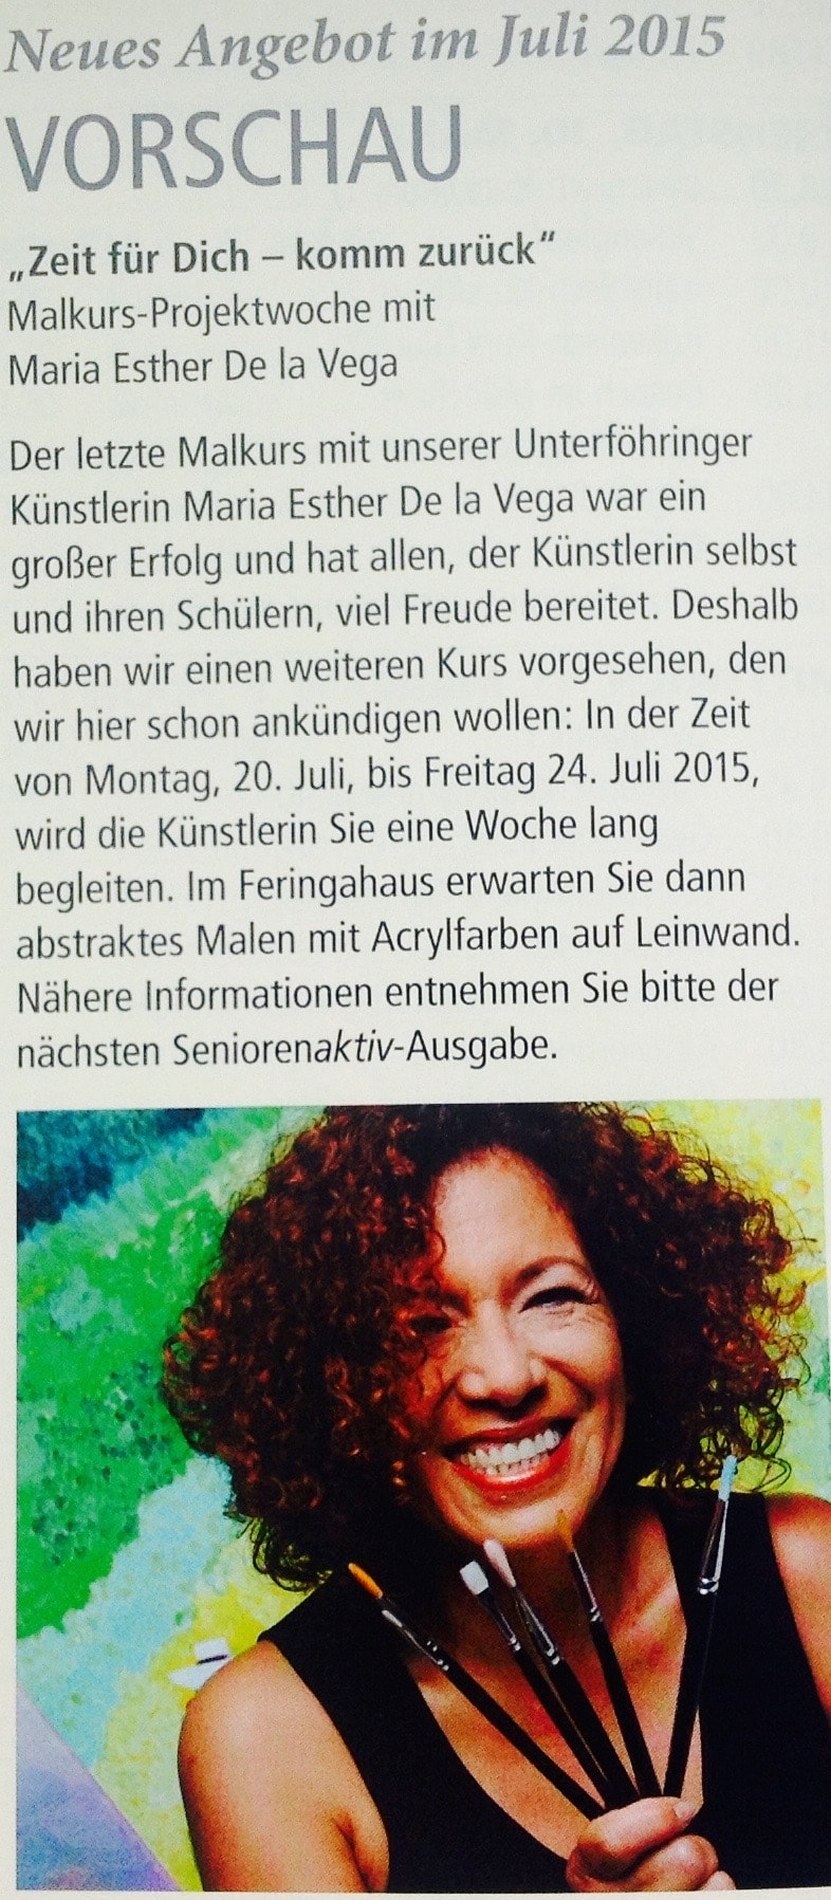 Neues Angebot im Juli 2015
VORSCHAU
„Zeit für Dich – komm zurück“
Malkurs-Projektwoche mit
Maria Esther De la Vega
Der letzte Malkurs mit unserer Unterföhringer
Künstlerin Maria Esther De la Vega war ein
großer Erfolg und hat allen, der Künstlerin selbst
und ihren Schülern, viel Freude bereitet. Deshalb
haben wir einen weiteren Kurs vorgesehen, den
wir hier schon ankündigen wollen: In der Zeit
von Montag, 20. Juli, bis Freitag 24. Juli 2015,
wird die Künstlerin Sie eine Woche lang
begleiten. Im Feringahaus erwarten Sie dann
abstraktes Malen mit Acrylfarben auf Leinwand.
Nähere Informationen entnehmen Sie bitte der
nächsten Seniorenaktiv-Ausgabe.